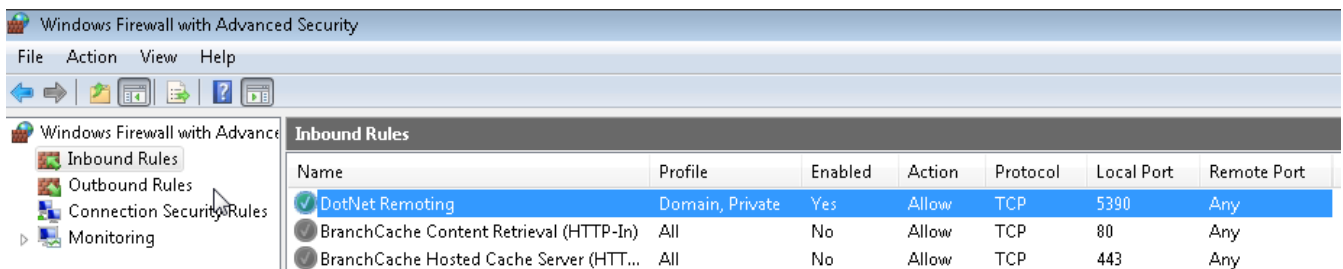 Windows Firewall with Advanced Security
File Action View Help
Windows Firewall with Advance
Inbound Rules
Outbound Rules
Connection Security Rules
Monitoring
Inbound Rules
Name Profile Enabled Action Protocol Local Port Remote Port
DotNet Remoting Domain, Private Yes Allow TCP 5390 Any
BranchCache Content Retrieval (HTTP-In) All No Allow TCP 80 Any
BranchCache Hosted Cache Server (HTT... All No Allow TCP 443 Any